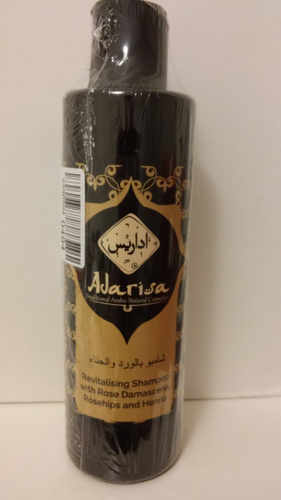 اداريس
®
Adarisa
Traditional Arabic Natural Cosmetics
شامبو بالورد والحناء
Revitalising Shampoo
with Rose Damascena,
Rosehips and Henna